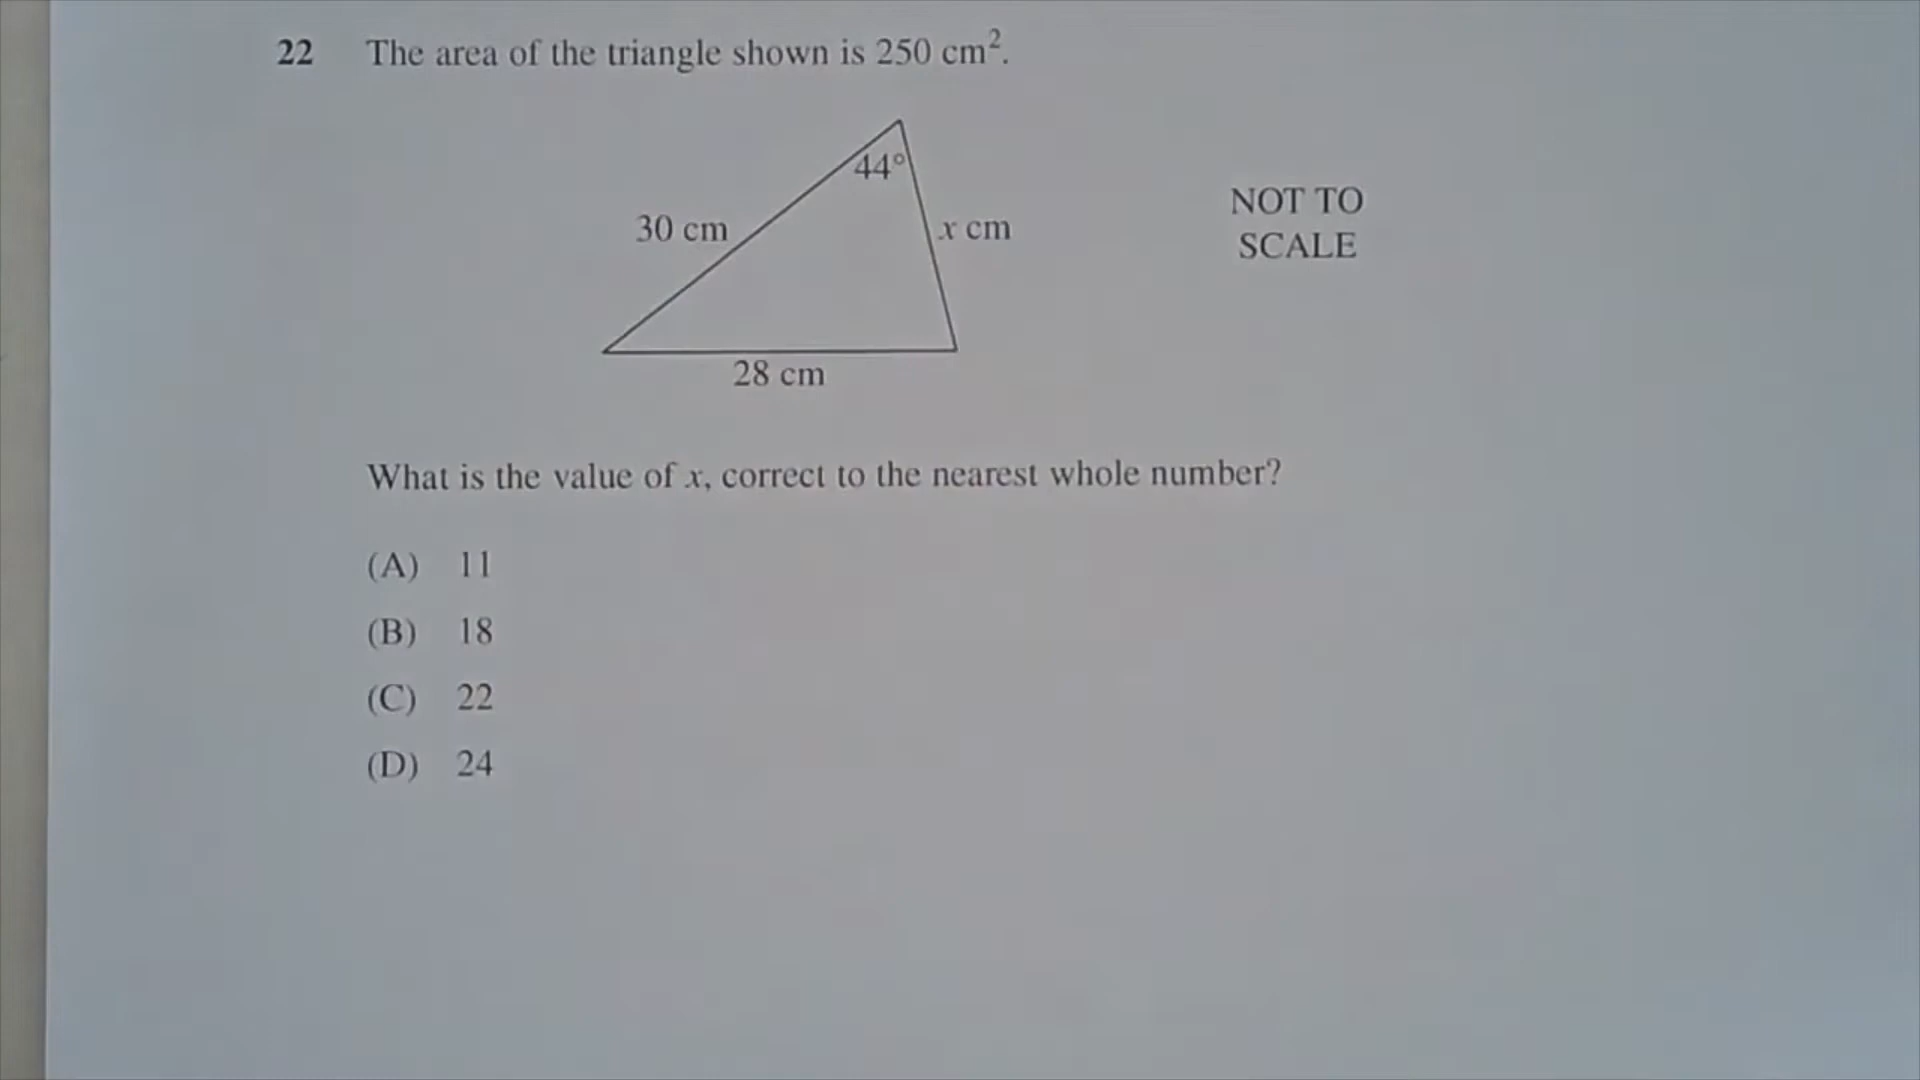 22 The area of the triangle shown is 250 cm².
44°
30 cm
x cm
NOT TO
SCALE
28 cm
What is the value of x, correct to the nearest whole number?
(A) 11
(B) 18
(C) 22
(D) 24